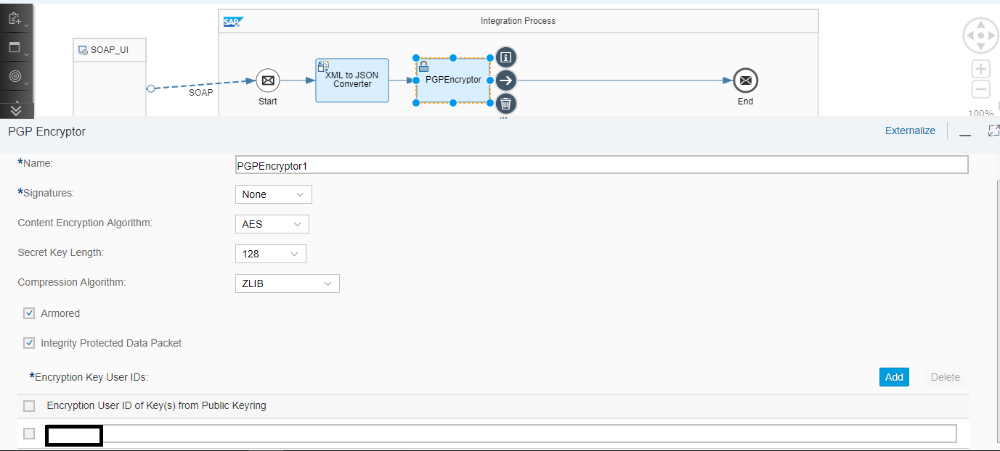 SAP
Integration Process
SOAP_UI
SOAP
Start
XML to JSON
Converter
PGPEncryptor
End
100%
PGP Encryptor
Externalize
*Name:
PGPEncryptor1
*Signatures:
None
Content Encryption Algorithm:
AES
Secret Key Length:
128
Compression Algorithm:
ZLIB
Armored
Integrity Protected Data Packet
*Encryption Key User IDs:
Add
Delete
Encryption User ID of Key(s) from Public Keyring